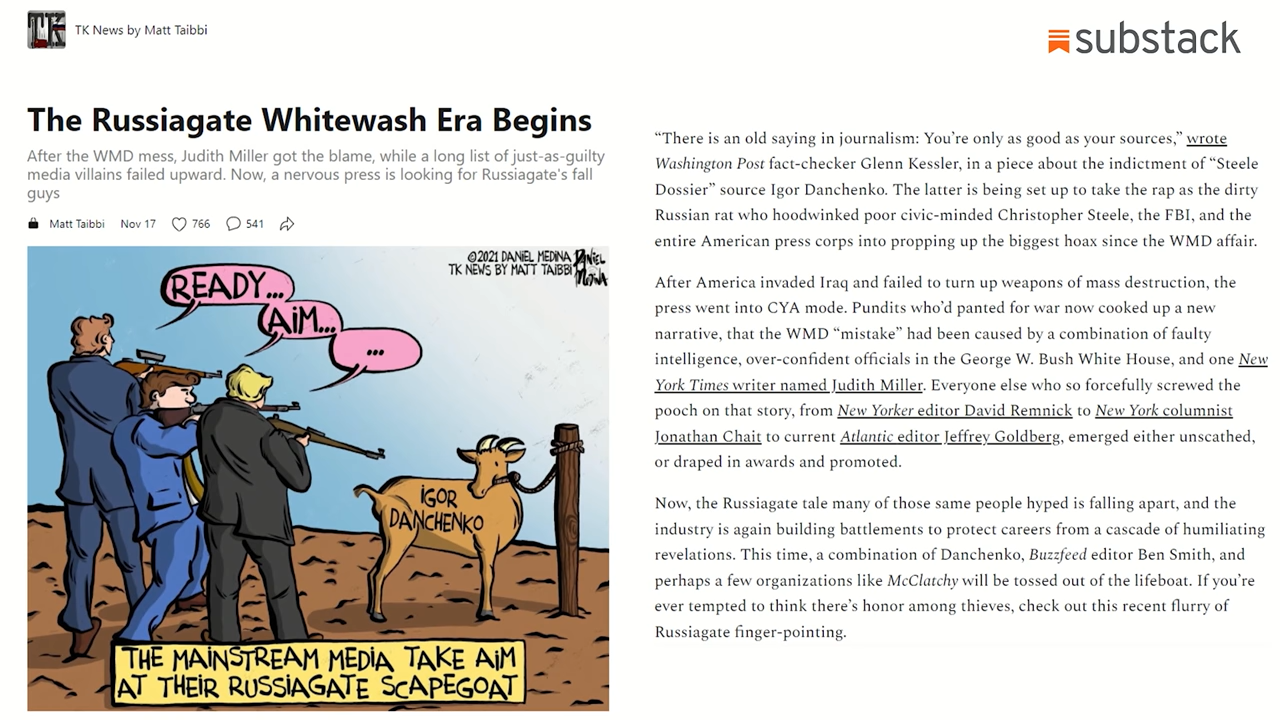 TK News by Matt Taibbi
substack
The Russiagate Whitewash Era Begins
After the WMD mess, Judith Miller got the blame, while a long list of just-as-guilty
media villains failed upward. Now, a nervous press is looking for Russiagate's fall
guys
Matt Taibbi Nov 17 766 541
©2021 DANIEL MEDINA
TK NEWS BY MATT TAIBBI
DANIEL
MEDINA
READY...
AIM...
...
IGOR
DANCHENKO
THE MAINSTREAM MEDIA TAKE AIM
AT THEIR RUSSIAGATE SCAPEGOAT
“There is an old saying in journalism: You’re only as good as your sources,” wrote
Washington Post fact-checker Glenn Kessler, in a piece about the indictment of “Steele
Dossier” source Igor Danchenko. The latter is being set up to take the rap as the dirty
Russian rat who hoodwinked poor civic-minded Christopher Steele, the FBI, and the
entire American press corps into propping up the biggest hoax since the WMD affair.
After America invaded Iraq and failed to turn up weapons of mass destruction, the
press went into CYA mode. Pundits who’d panted for war now cooked up a new
narrative, that the WMD “mistake” had been caused by a combination of faulty
intelligence, over-confident officials in the George W. Bush White House, and one New
York Times writer named Judith Miller. Everyone else who so forcefully screwed the
pooch on that story, from New Yorker editor David Remnick to New York columnist
Jonathan Chait to current Atlantic editor Jeffrey Goldberg, emerged either unscathed,
or draped in awards and promoted.
Now, the Russiagate tale many of those same people hyped is falling apart, and the
industry is again building battlements to protect careers from a cascade of humiliating
revelations. This time, a combination of Danchenko, Buzzfeed editor Ben Smith, and
perhaps a few organizations like McClatchy will be tossed out of the lifeboat. If you’re
ever tempted to think there’s honor among thieves, check out this recent flurry of
Russiagate finger-pointing.